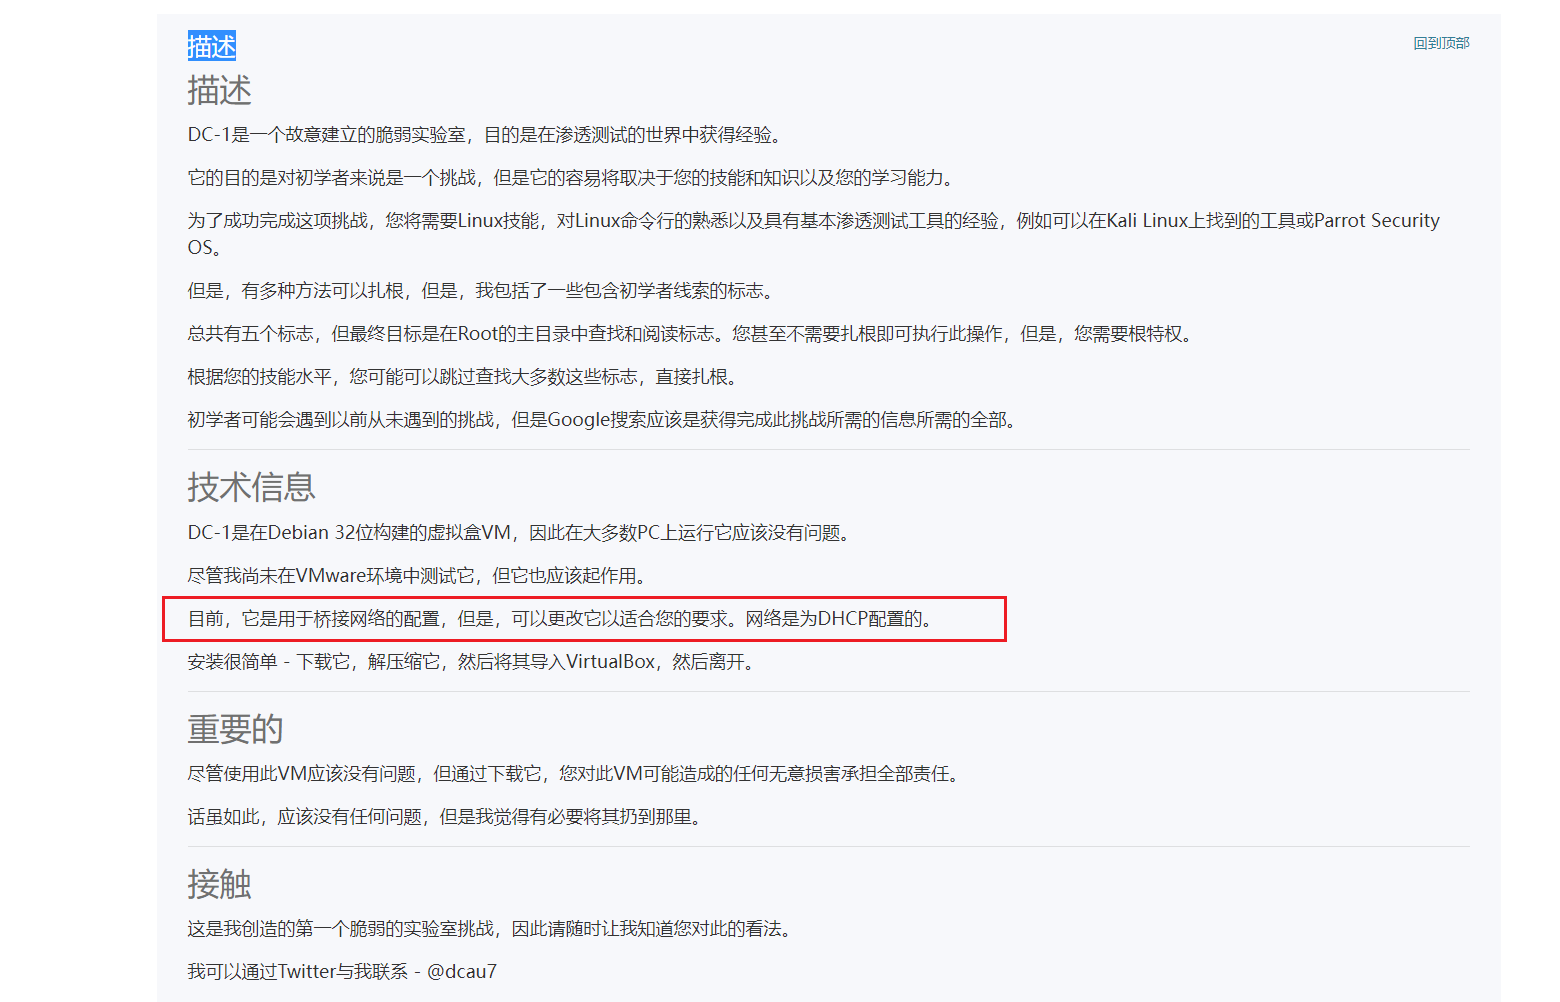 描述
回到顶部
描述
DC-1是一个故意建立的脆弱实验室，目的是在渗透测试的世界中获得经验。
它的目的是对初学者来说是一个挑战，但是它的容易将取决于您的技能和知识以及您的学习能力。
为了成功完成这项挑战，您将需要Linux技能，对Linux命令行的熟悉以及具有基本渗透测试工具的经验，例如可以在Kali Linux上找到的工具或Parrot Security
OS。
但是，有多种方法可以扎根，但是，我包括了一些包含初学者线索的标志。
总共有五个标志，但最终目标是在Root的主目录中查找和阅读标志。您甚至不需要扎根即可执行此操作，但是，您需要根特权。
根据您的技能水平，您可能可以跳过查找大多数这些标志，直接扎根。
初学者可能会遇到以前从未遇到的挑战，但是Google搜索应该是获得完成此挑战所需的信息所需的全部。
技术信息
DC-1是在Debian 32位构建的虚拟盒VM，因此在大多数PC上运行它应该没有问题。
尽管我尚未在VMware环境中测试它，但它也应该起作用。
目前，它是用于桥接网络的配置，但是，可以更改它以适合您的要求。网络是为DHCP配置的。
安装很简单 - 下载它，解压缩它，然后将其导入VirtualBox，然后离开。
重要的
尽管使用此VM应该没有问题，但通过下载它，您对此VM可能造成的任何无意损害承担全部责任。
话虽如此，应该没有任何问题，但是我觉得有必要将其扔到那里。
接触
这是我创造的第一个脆弱的实验室挑战，因此请随时让我知道您对此的看法。
我可以通过Twitter与我联系 - @dcau7